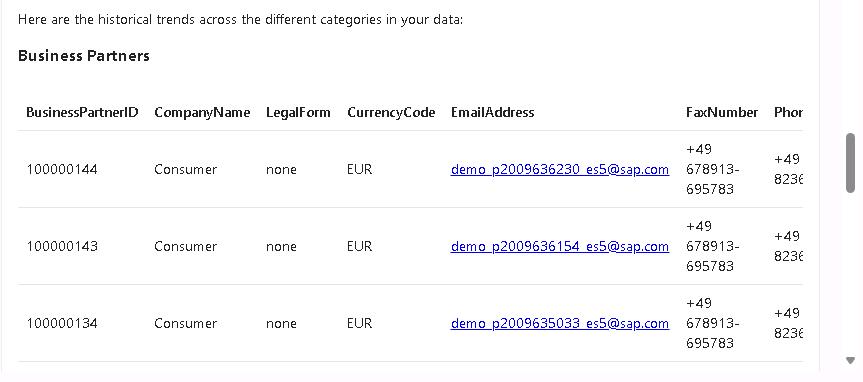 Here are the historical trends across the different categories in your data:
Business Partners
BusinessPartnerID CompanyName LegalForm CurrencyCode EmailAddress FaxNumber Phor
100000144 Consumer none EUR demo_p2009636230_es5@sap.com +49 678913-695783 +49 8236
100000143 Consumer none EUR demo_p2009636154_es5@sap.com +49 678913-695783 +49 8236
100000134 Consumer none EUR demo_p2009635033_es5@sap.com +49 678913-695783 +49 8236